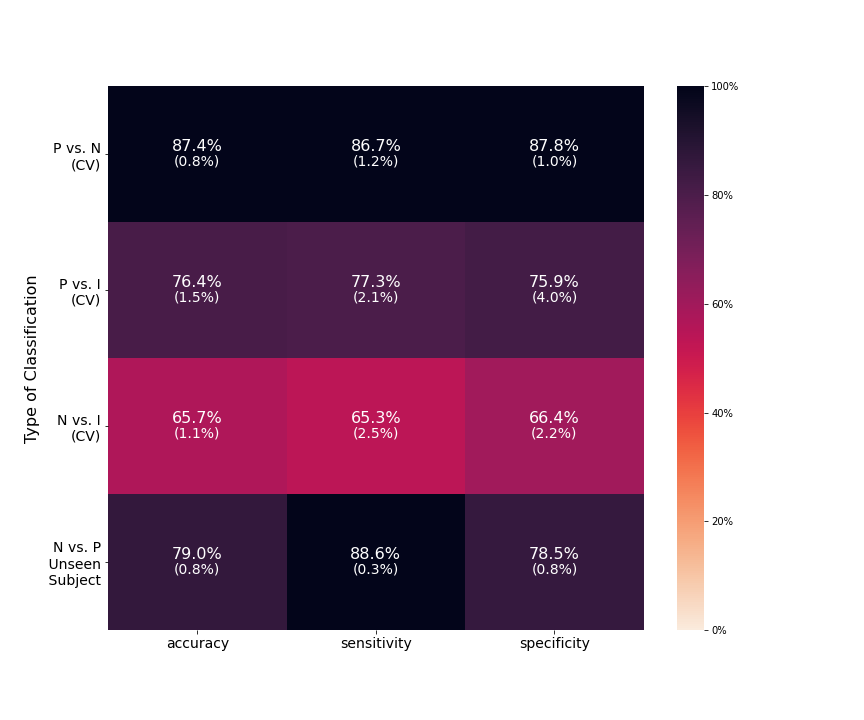 Type of Classification
P vs. N
(CV)
87.4%
(0.8%)
86.7%
(1.2%)
87.8%
(1.0%)
P vs. I
(CV)
76.4%
(1.5%)
77.3%
(2.1%)
75.9%
(4.0%)
N vs. I
(CV)
65.7%
(1.1%)
65.3%
(2.5%)
66.4%
(2.2%)
N vs. P
Unseen
Subject
79.0%
(0.8%)
88.6%
(0.3%)
78.5%
(0.8%)
accuracy
sensitivity
specificity
100%
80%
60%
40%
20%
0%